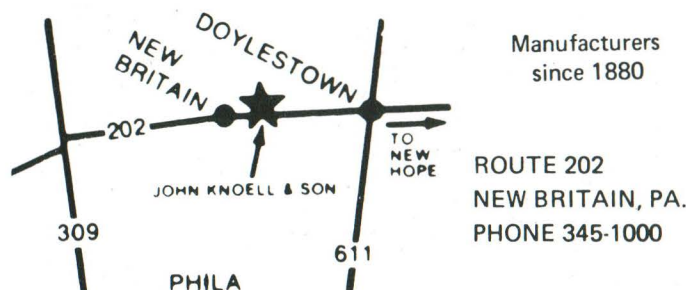 NEW
BRITAIN
DOYLESTOWN
202
TO
NEW
HOPE
JOHN KNOELL & SON
309
611
PHILA
Manufacturers
since 1880
ROUTE 202
NEW BRITAIN, PA.
PHONE 345-1000